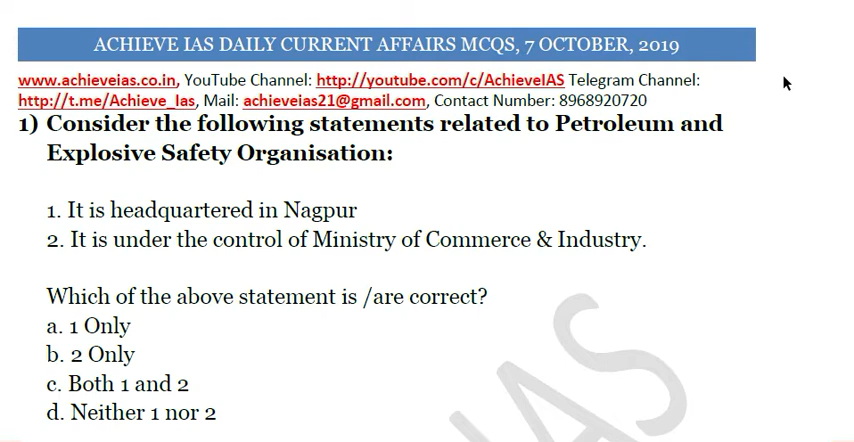 ACHIEVE IAS DAILY CURRENT AFFAIRS MCQS, 7 OCTOBER, 2019
www.achieveias.co.in, YouTube Channel: http://youtube.com/c/AchieveIAS Telegram Channel:
http://t.me/Achieve_Ias, Mail: achieveias21@gmail.com, Contact Number: 8968920720
1) Consider the following statements related to Petroleum and
Explosive Safety Organisation:
1. It is headquartered in Nagpur
2. It is under the control of Ministry of Commerce & Industry.
Which of the above statement is /are correct?
a. 1 Only
b. 2 Only
c. Both 1 and 2
d. Neither 1 nor 2
IAS